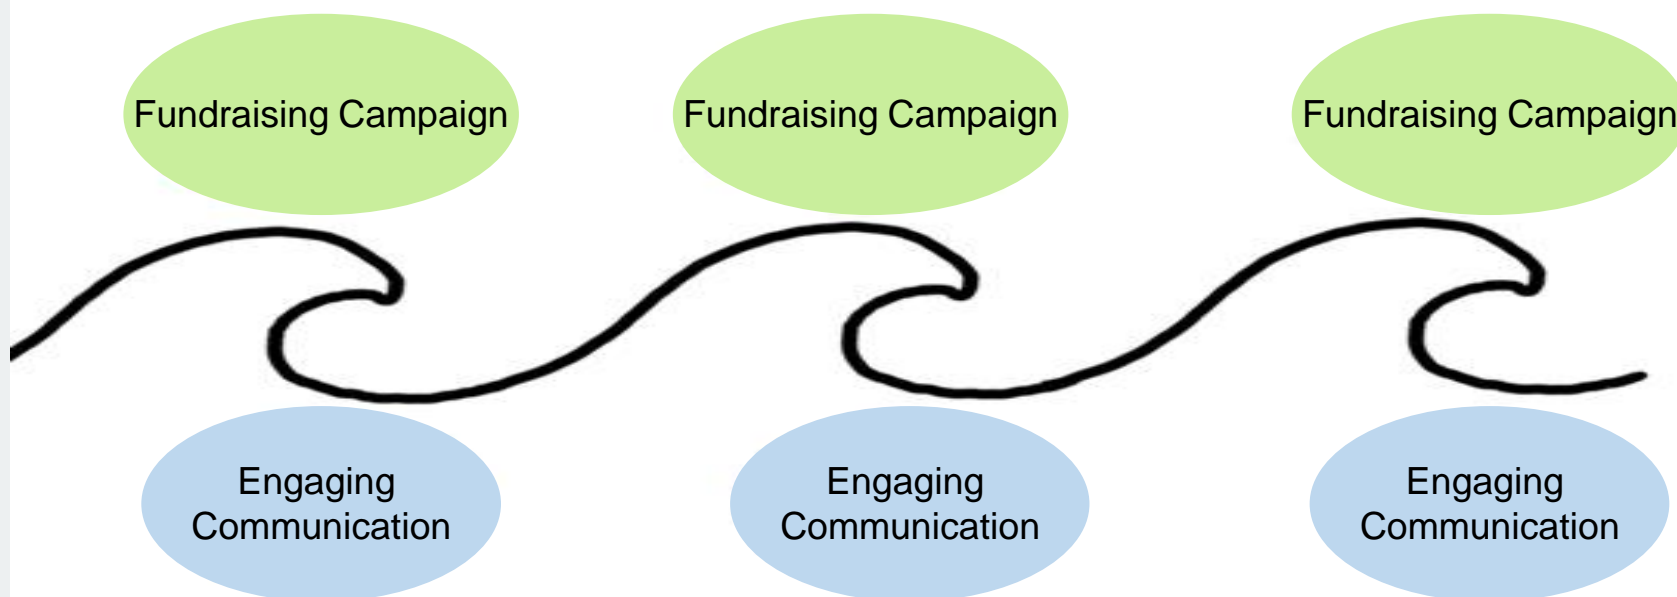 Fundraising Campaign
Fundraising Campaign
Fundraising Campaign
Engaging
Communication
Engaging
Communication
Engaging
Communication